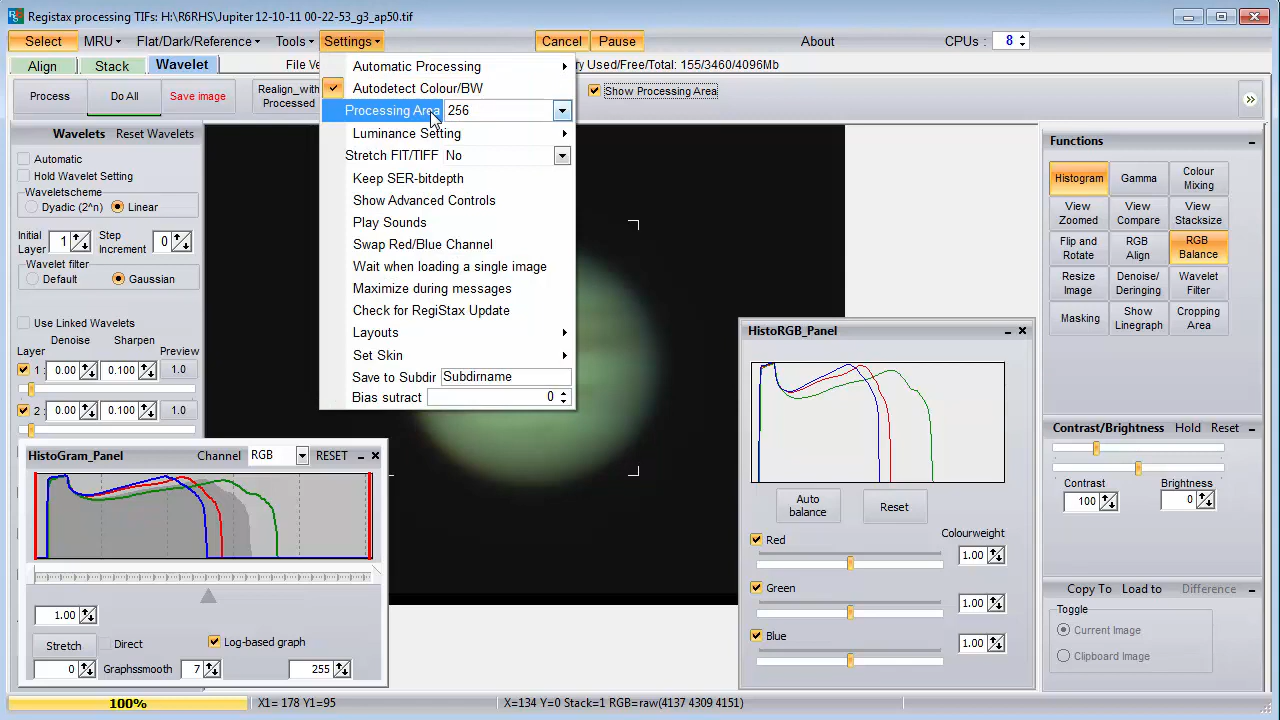 Registax processing TIFs: H:\ASTRHS\Jupiter 12.10.11 00-22-53_g3_ap50.tif
Select MRU Flat/Dark/Reference Tools Settings Cancel Pause About CPUs: 8
Align Stack Wavelet File Ve y Used/Free/Total: 155/3460/4096Mb
Process Do All Save image Realign_with Processed
Show Processing Area
Automatic Processing
Autodetect Colour/BW
Processing Area 256
Luminance Setting
Stretch FIT/TIFF No
Keep SER-bitdepth
Show Advanced Controls
Play Sounds
Swap Red/Blue Channel
Wait when loading a single image
Maximize during messages
Check for RegiStax Update
Layouts
Set Skin
Save to Subdir Subdirname
Bias sutract 0
Wavelets Reset Wavelets
Automatic
Hold Wavelet Setting
Waveletscheme
Dyadic (2^n) Linear
Initial Layer 1 Step Increment 0
Wavelet filter
Default Gaussian
Use Linked Wavelets
Denoise Sharpen
Layer Preview
1 0.00 0.100 1.0
2 0.00 0.100 1.0
HistoGram_Panel Channel RGB RESET
1.00
Stretch Direct Log-based graph
0 Graphssmooth 7 255
HistoRGB_Panel
Auto balance Reset
Colourweight
Red 1.00
Green 1.00
Blue 1.00
Functions
Histogram Gamma Colour Mixing
View Zoomed View Compare View Stacksize
Flip and Rotate RGB Align RGB Balance
Resize Image Denoise/ Deringing Wavelet Filter
Masking Show Linegraph Cropping Area
Contrast/Brightness Hold Reset
Contrast Brightness
100 0
Copy To Load to Difference
Toggle
Current Image
Clipboard Image
100% X1= 178 Y1=95 X=134 Y=0 Stack=1 RGB=raw(4137 4309 4151)